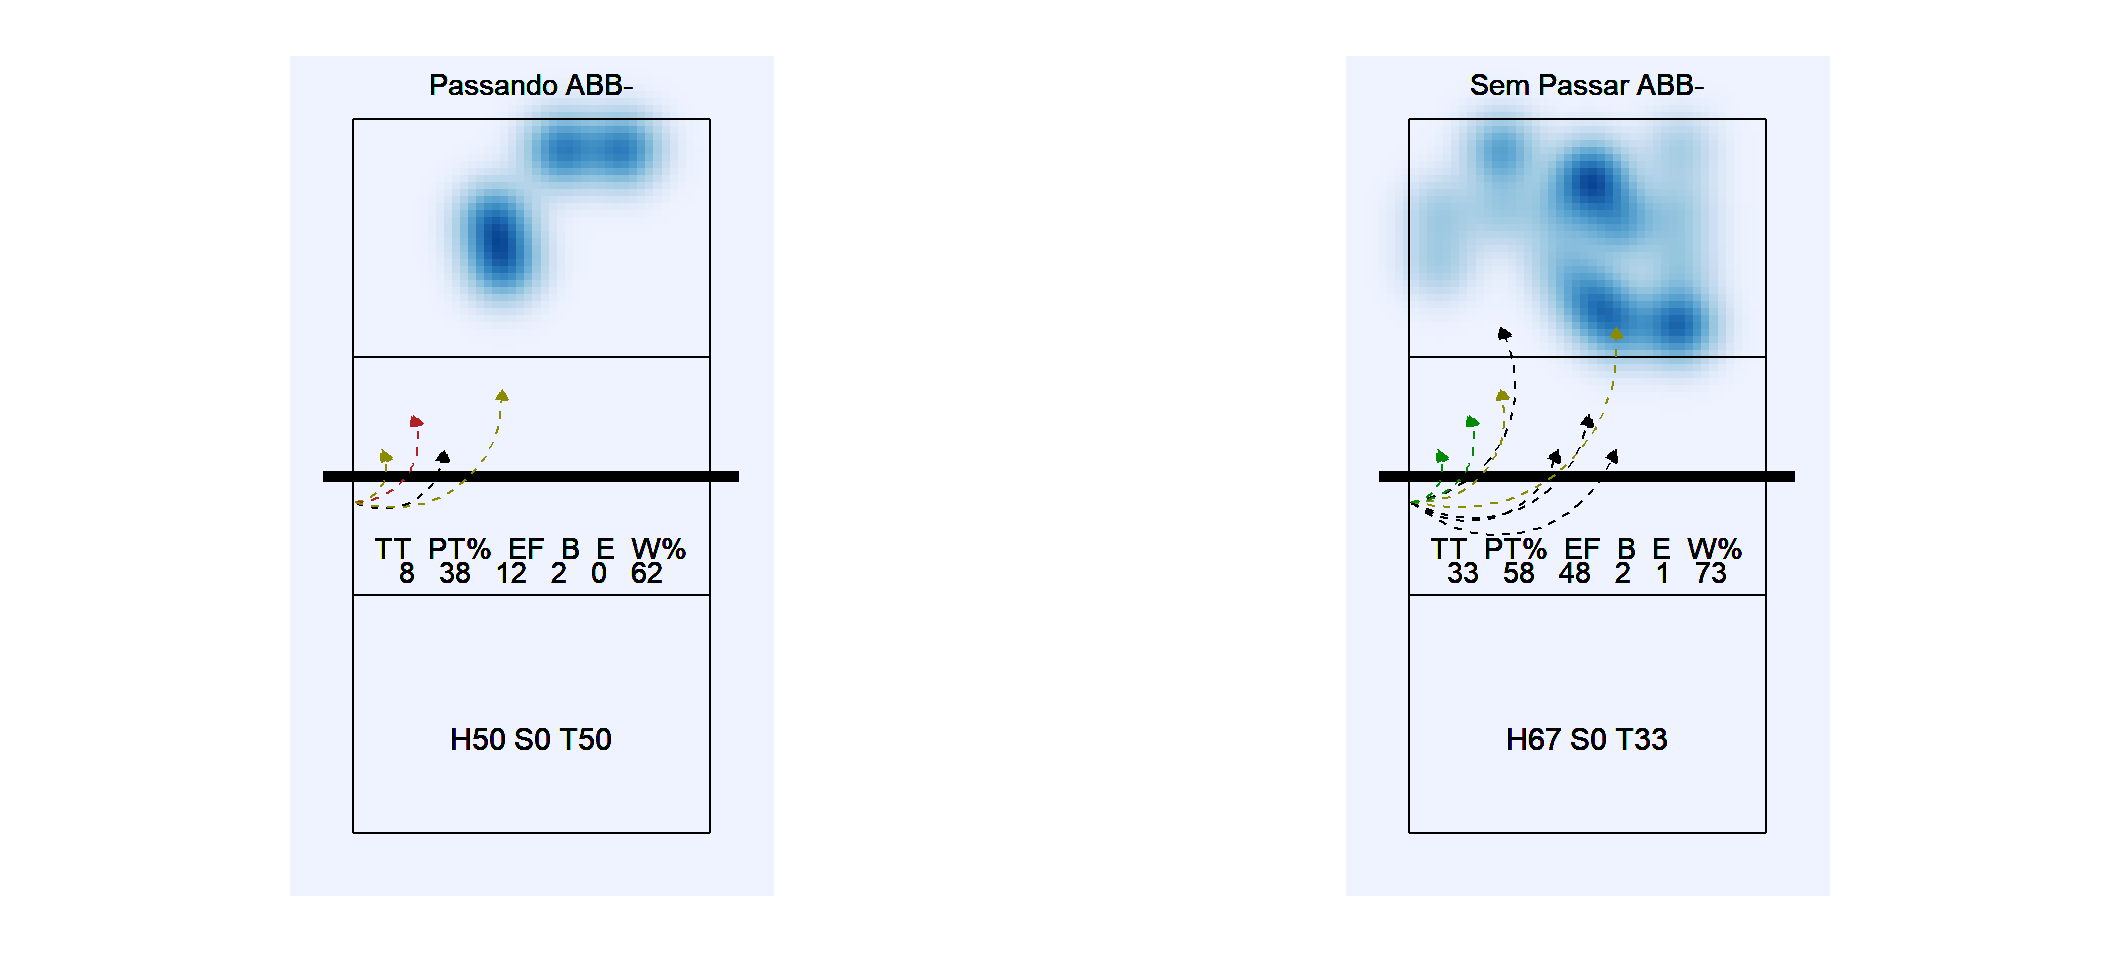 Passando ABB-
TT PT% EF B E W%
8 38 12 2 0 62
H50 S0 T50
Sem Passar ABB-
TT PT% EF B E W%
33 58 48 2 1 73
H67 S0 T33